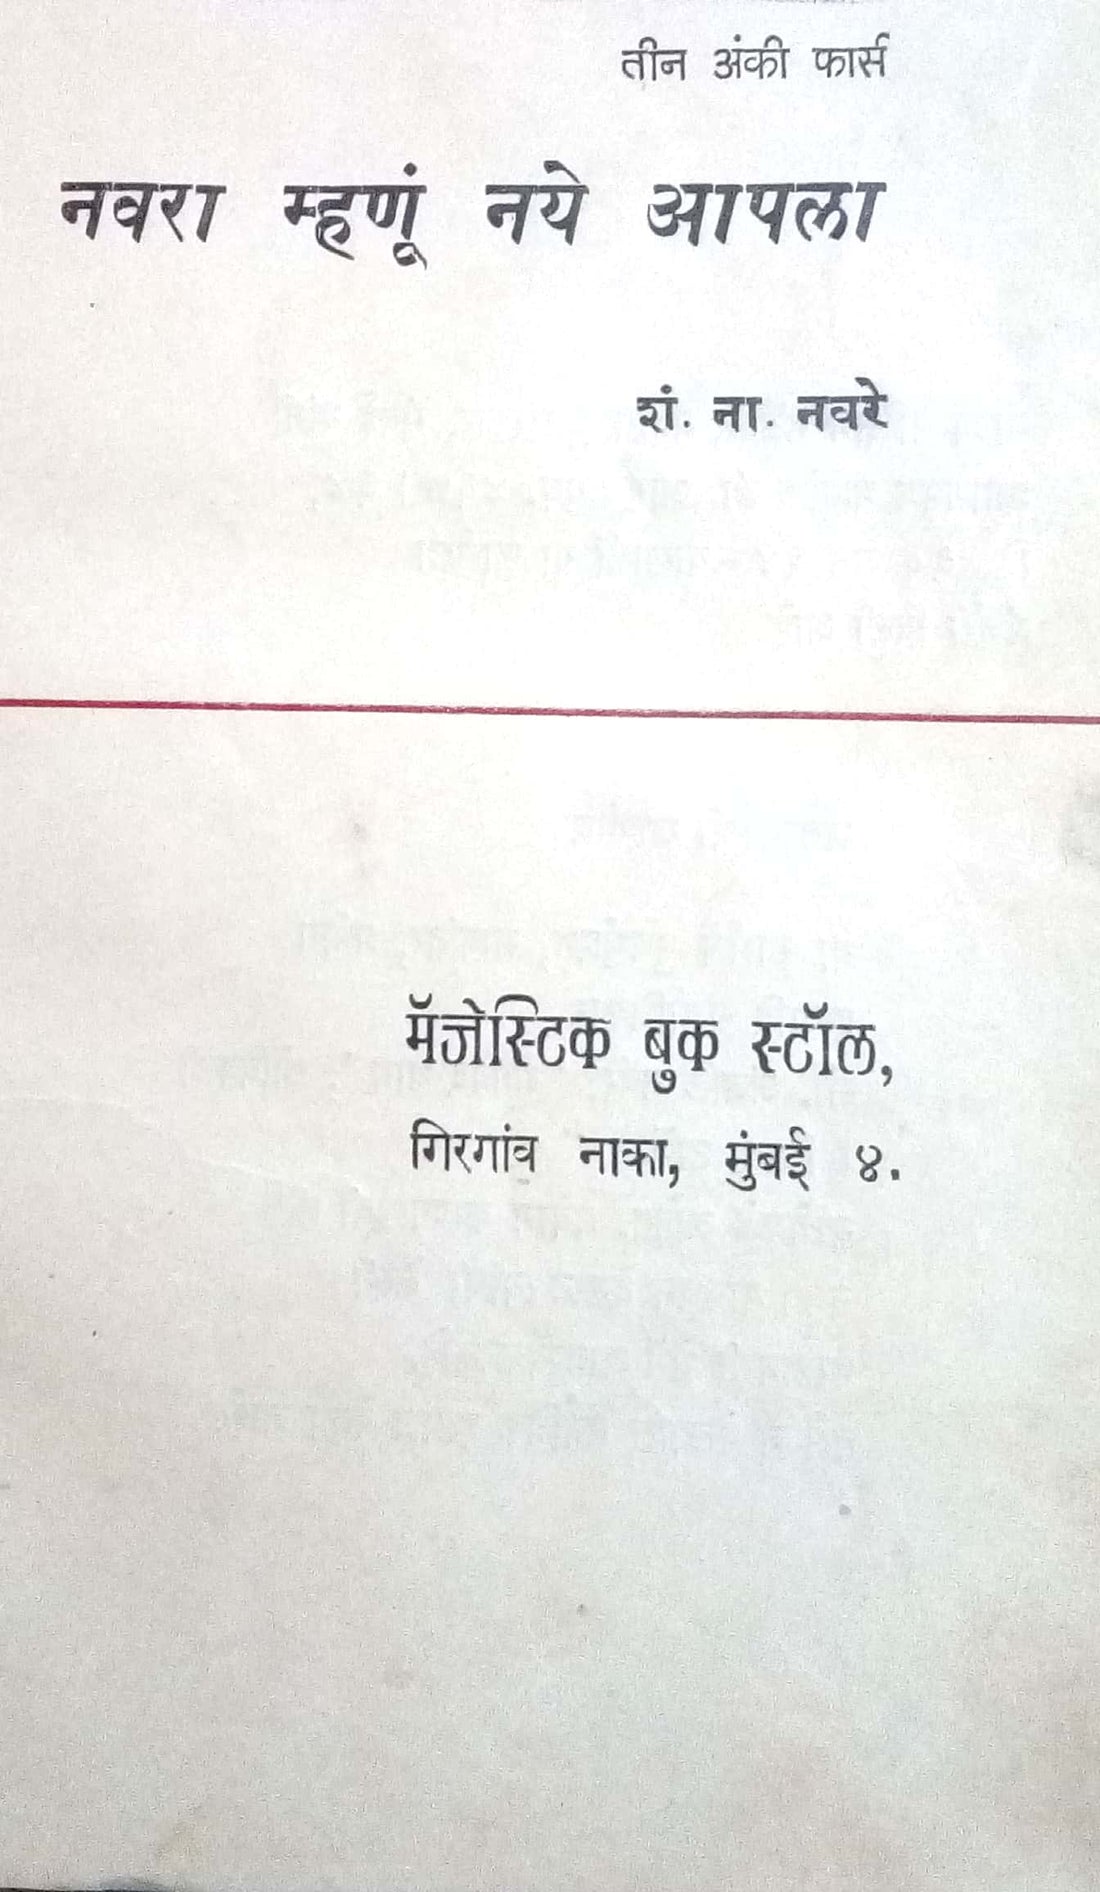 तीन अंकी फार्स
नवरा म्हणूं नये आपला
शं. ना. नवरे
मॅजेस्टिक बुक स्टॉल,
गिरगांव नाका, मुंबई ४.